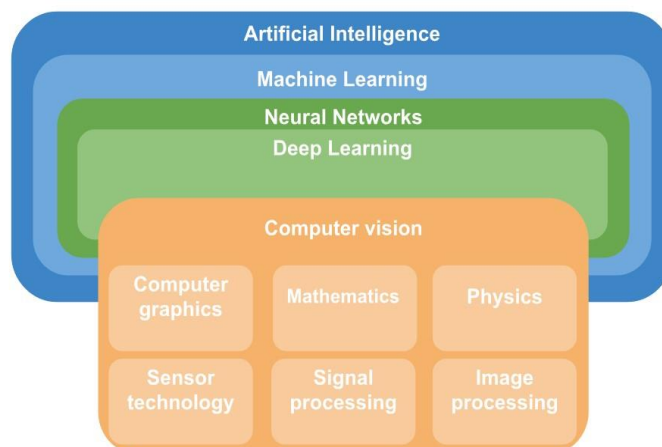 Artificial Intelligence
Machine Learning
Neural Networks
Deep Learning
Computer vision
Computer
graphics
Mathematics
Physics
Sensor
technology
Signal
processing
Image
processing